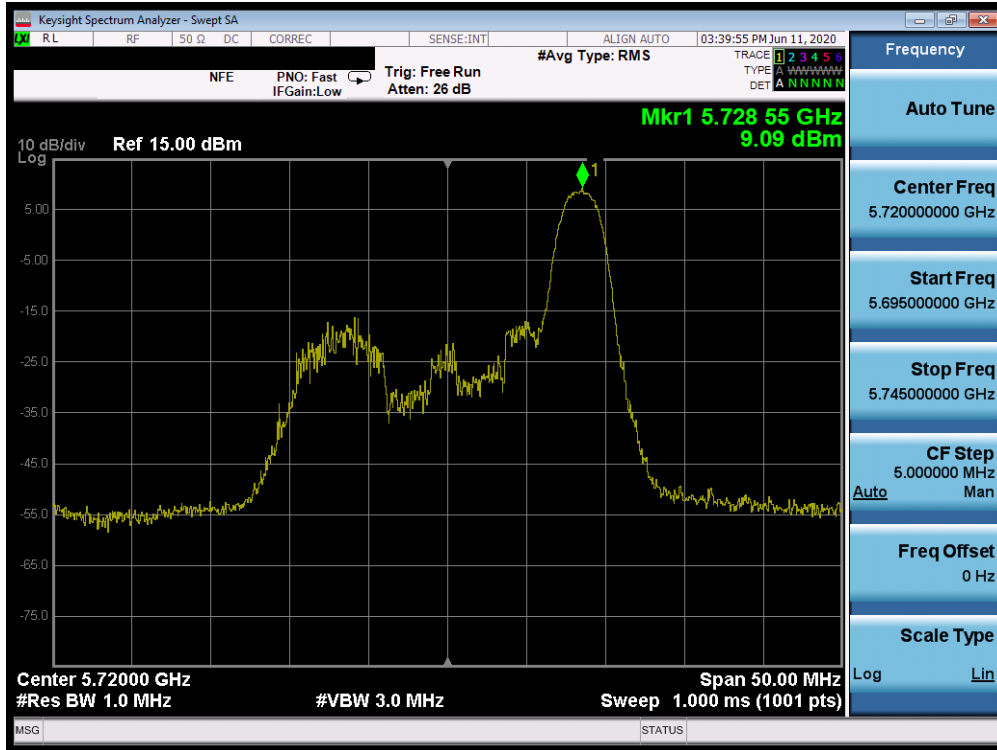 Keysight Spectrum Analyzer - Swept SA
LXI RL RF 50 Ω DC CORREC SENSE:INT ALIGN AUTO 03:39:55 PM Jun 11, 2020
#Avg Type: RMS TRACE 1 2 3 4 5 6
NFE PNO: Fast Trig: Free Run TYPE A WWWWW
IFGain:Low Atten: 26 dB DET A N N N N N
Mkr1 5.728 55 GHz
10 dB/div Ref 15.00 dBm 9.09 dBm
Log
1
5.00
-5.00
-15.0
-25.0
-35.0
-45.0
-55.0
-65.0
-75.0
Center 5.72000 GHz Span 50.00 MHz
#Res BW 1.0 MHz #VBW 3.0 MHz Sweep 1.000 ms (1001 pts)
MSG STATUS
Frequency
Auto Tune
Center Freq
5.720000000 GHz
Start Freq
5.695000000 GHz
Stop Freq
5.745000000 GHz
CF Step
5.000000 MHz
Auto Man
Freq Offset
0 Hz
Scale Type
Log Lin